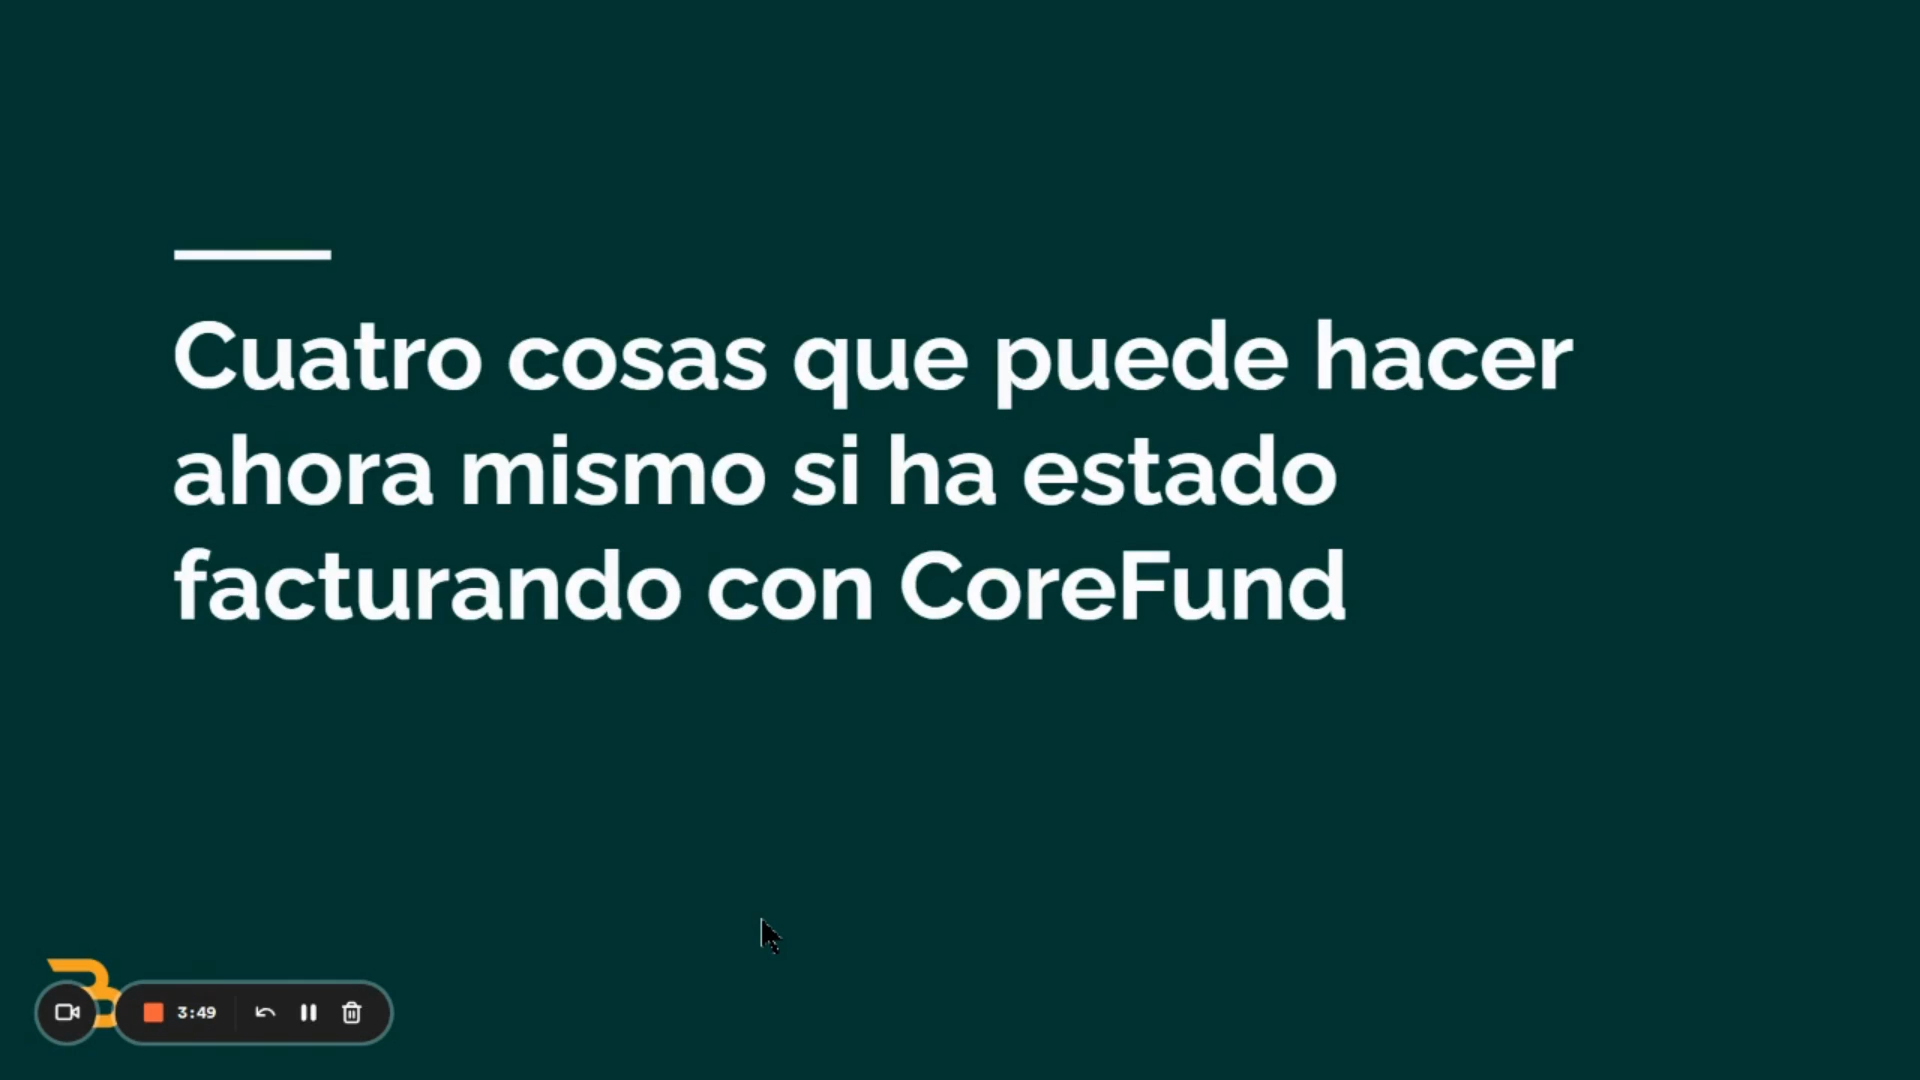 Cuatro cosas que puede hacer
ahora mismo si ha estado
facturando con CoreFund
3:49